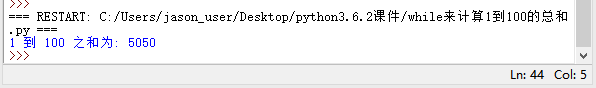 >>>
=== RESTART: C:/Users/jason_user/Desktop/python3.6.2课件/while来计算1到100的总和
.py ===
1 到 100 之和为: 5050
>>>
Ln: 44 Col: 5